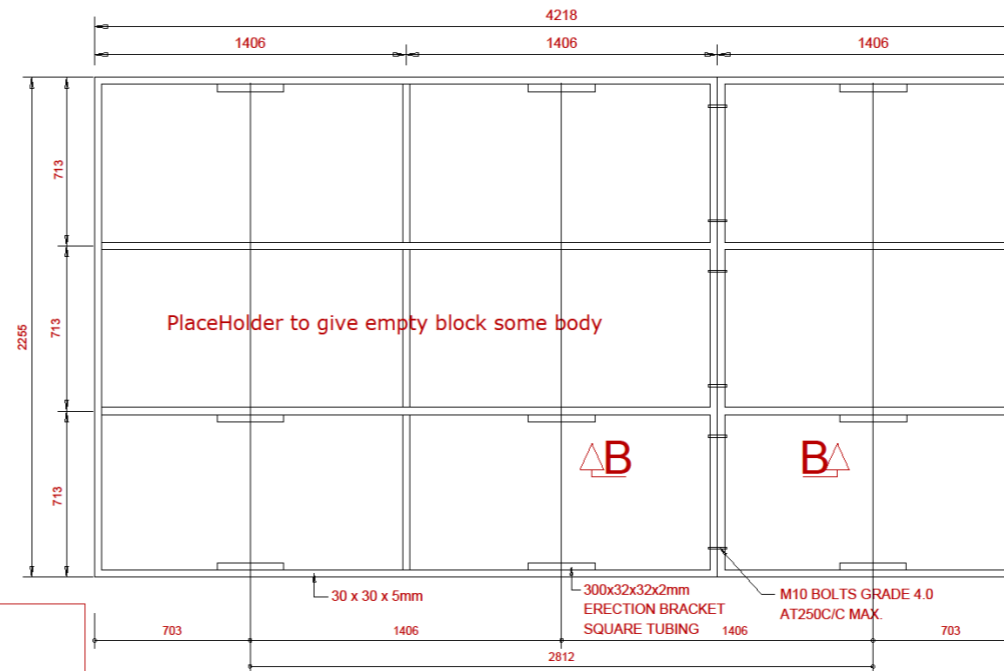 4218
1406 1406 1406
713
2255
713
713
PlaceHolder to give empty block some body
B B
30 x 30 x 5mm
300x32x32x2mm
ERECTION BRACKET
SQUARE TUBING
M10 BOLTS GRADE 4.0
AT250C/C MAX.
703 1406 1406 703
2812